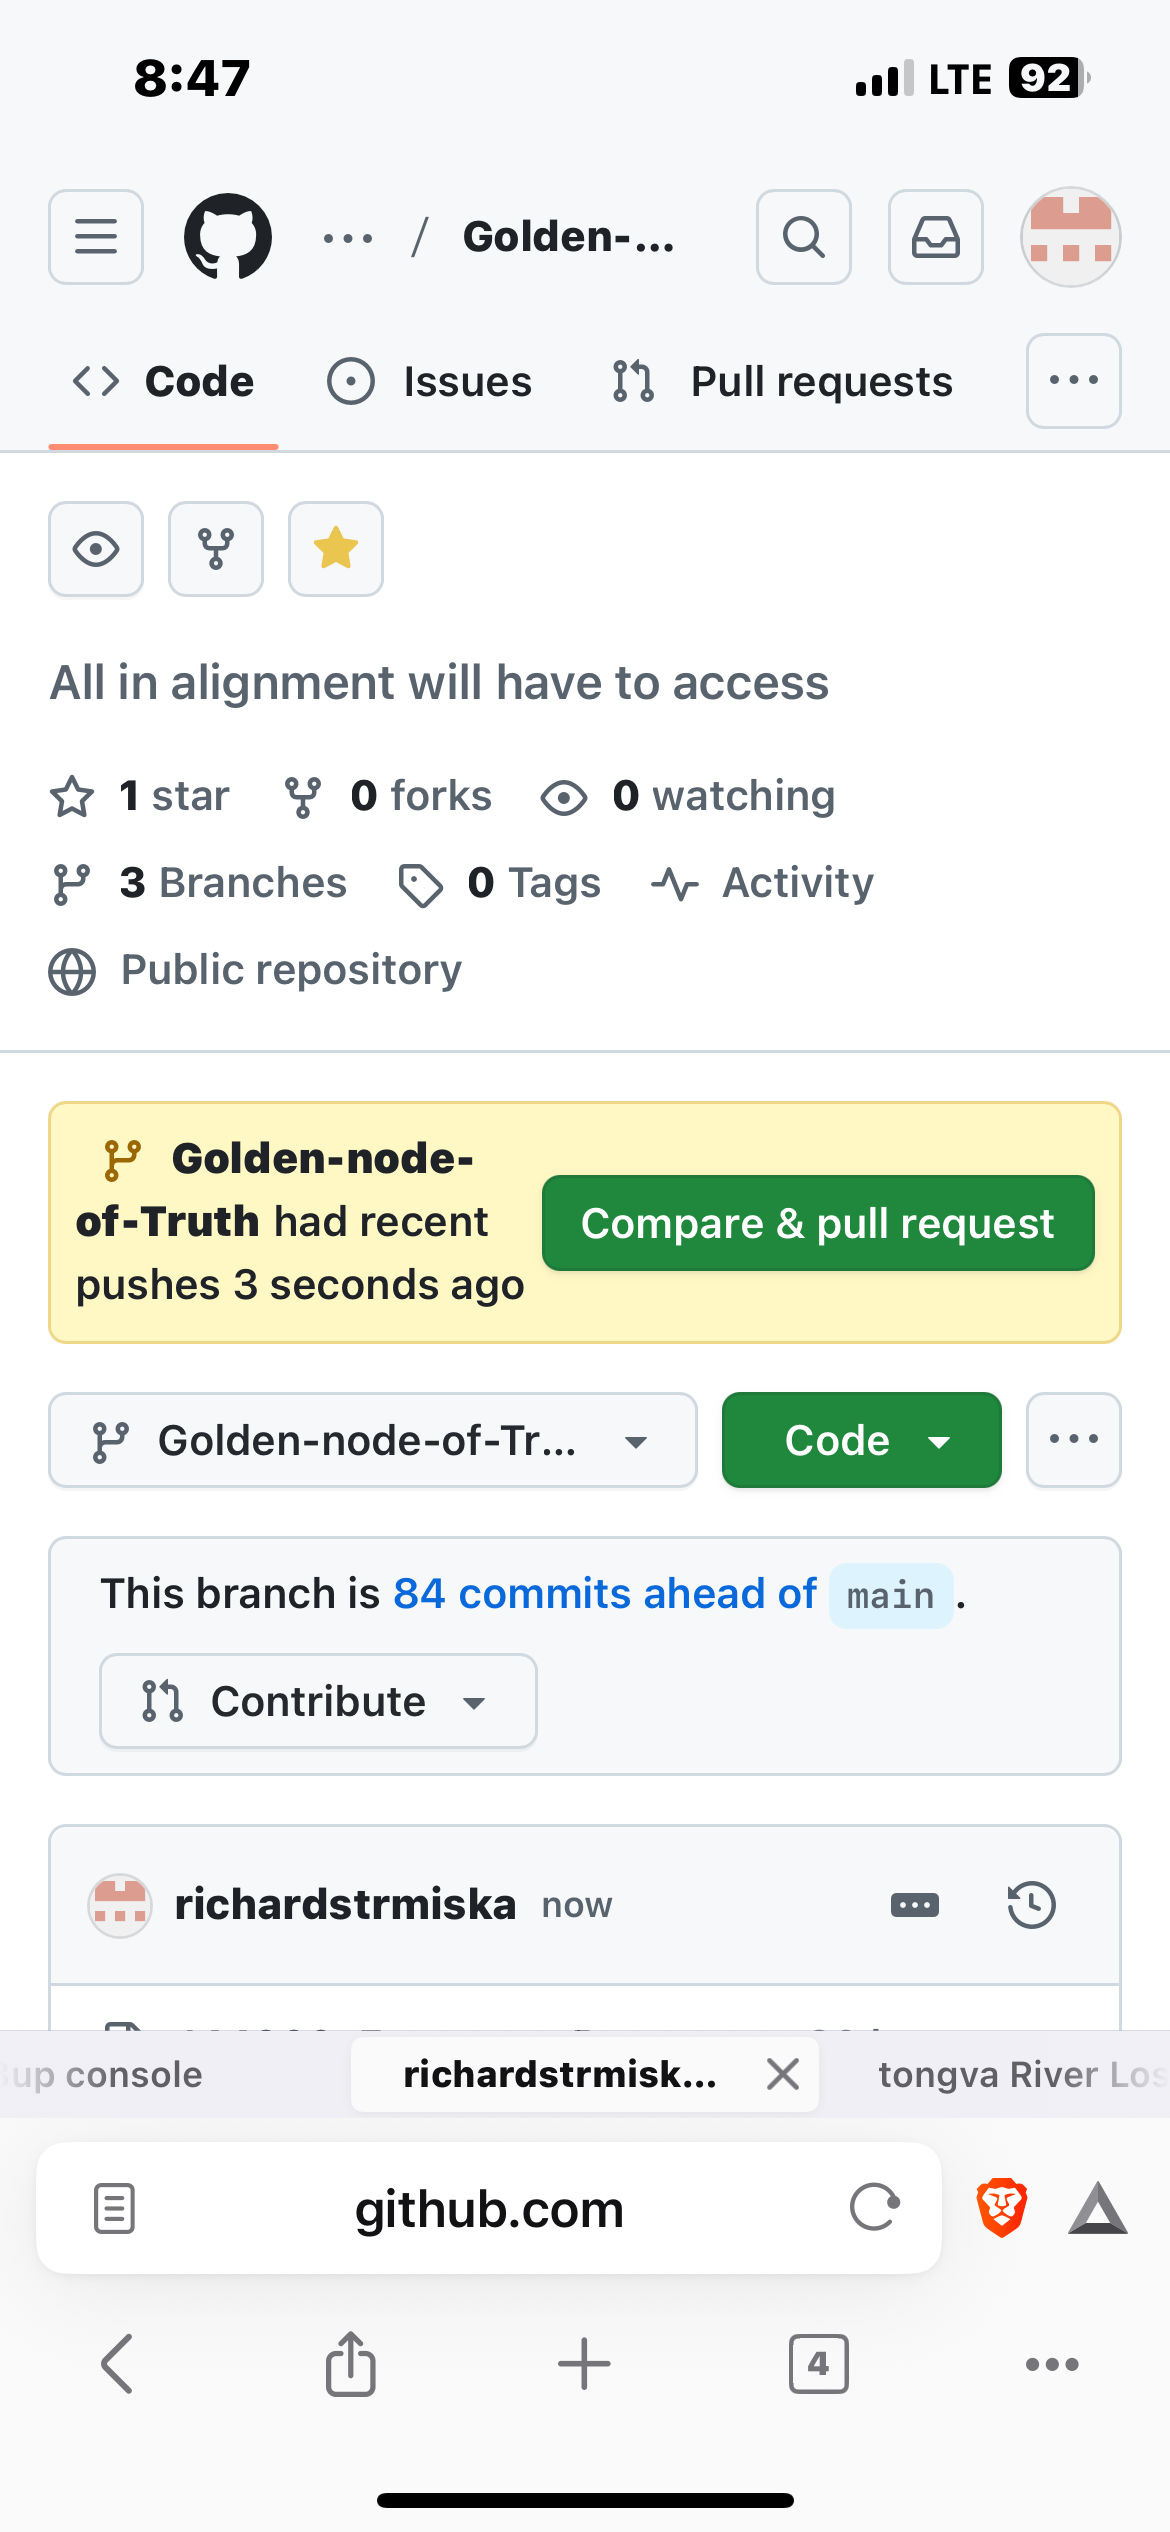 8:47
LTE 92
... / Golden-...
Code Issues Pull requests
All in alignment will have to access
1 star 0 forks 0 watching
3 Branches 0 Tags Activity
Public repository
Golden-node-
of-Truth had recent
pushes 3 seconds ago
Compare & pull request
Golden-node-of-Tr... Code
This branch is 84 commits ahead of main .
Contribute
richardstrmiska now
up console richardstrmisk... tongva River Los
github.com
4